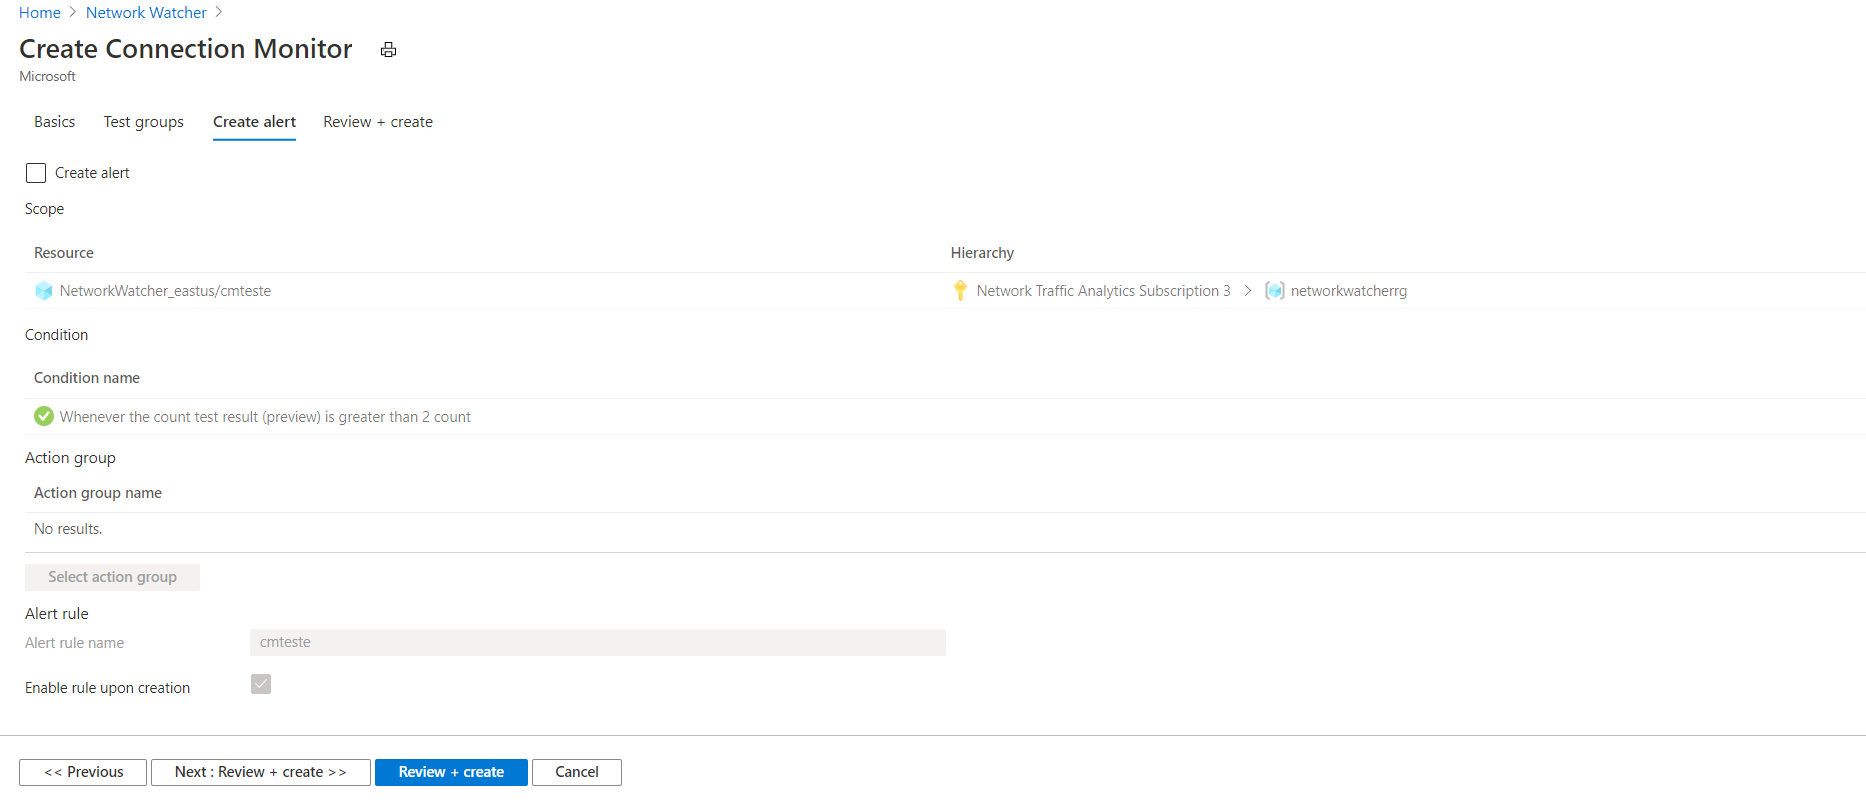 Home > Network Watcher >
Create Connection Monitor
Microsoft
Basics Test groups Create alert Review + create
Create alert
Scope
Resource Hierarchy
NetworkWatcher_eastus/cmteste Network Traffic Analytics Subscription 3 > networkwatcherrg
Condition
Condition name
Whenever the count test result (preview) is greater than 2 count
Action group
Action group name
No results.
Select action group
Alert rule
Alert rule name cmteste
Enable rule upon creation
<< Previous Next : Review + create >> Review + create Cancel